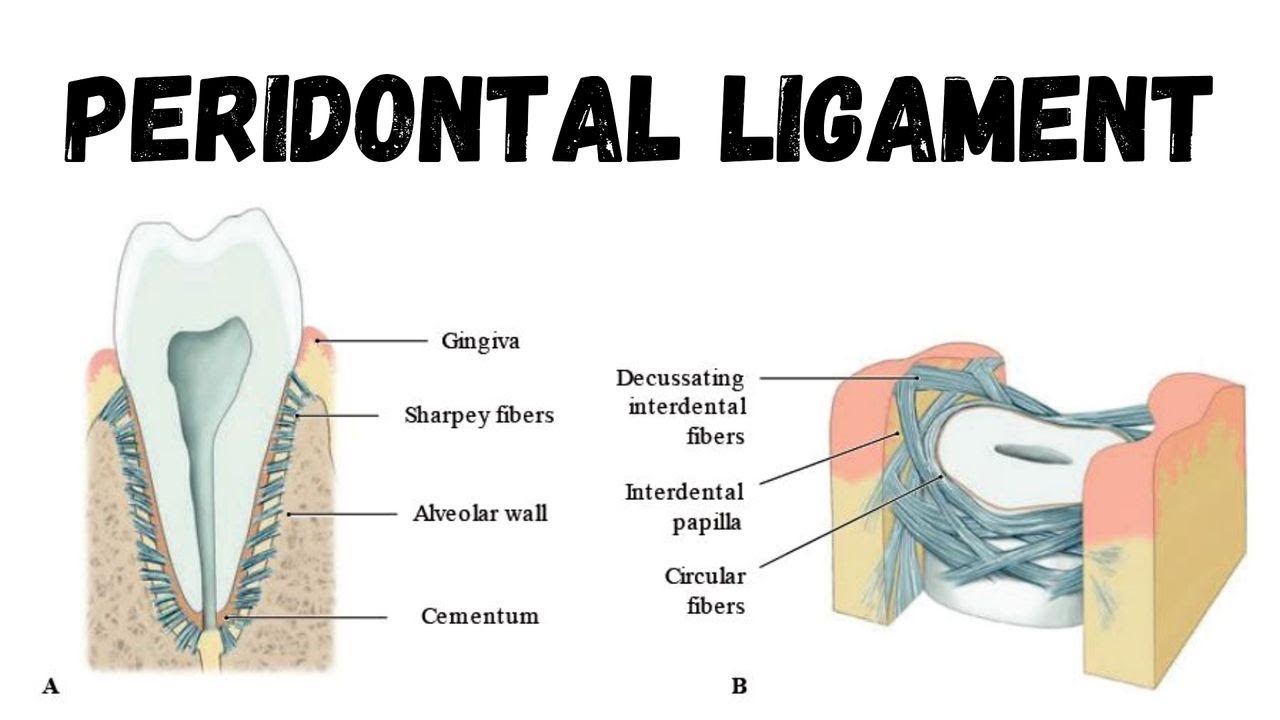 PERIDONTAL LIGAMENT
Gingiva
Sharpey fibers
Alveolar wall
Cementum
A
Decussating
interdental
fibers
Interdental
papilla
Circular
fibers
B